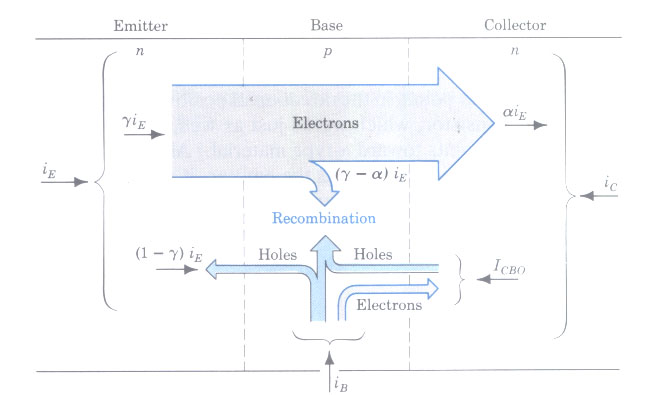 Emitter Base Collector
n p n
αi_E
γi_E Electrons
i_E (γ − α) i_E
i_C
Recombination
(1 − γ) i_E Holes Holes
I_CBO
Electrons
i_B